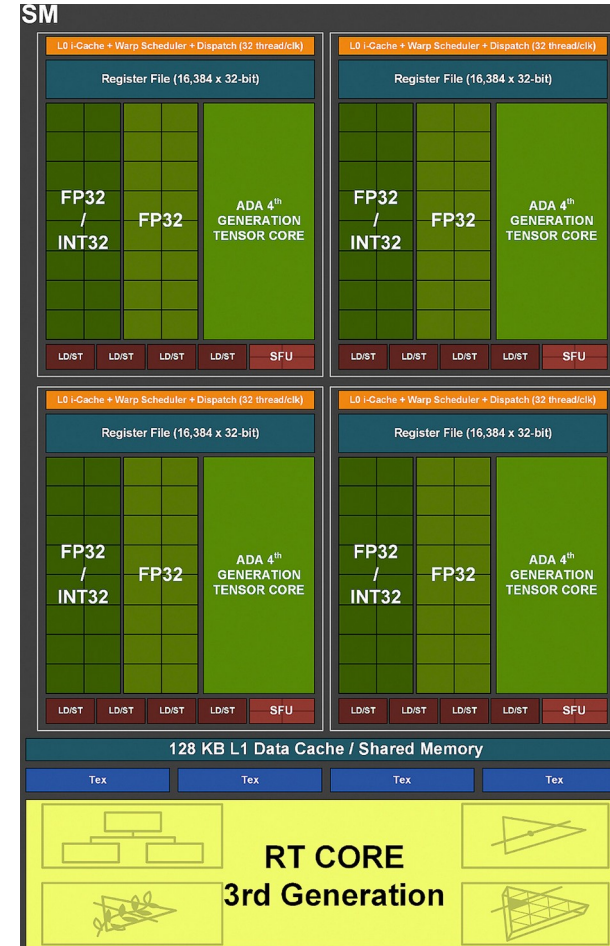 SM
L0 i-Cache + Warp Scheduler + Dispatch (32 thread/clk)
L0 i-Cache + Warp Scheduler + Dispatch (32 thread/clk)
Register File (16,384 x 32-bit)
Register File (16,384 x 32-bit)
FP32
/
INT32
FP32
ADA 4th
GENERATION
TENSOR CORE
FP32
/
INT32
FP32
ADA 4th
GENERATION
TENSOR CORE
LD/ST LD/ST LD/ST LD/ST SFU
LD/ST LD/ST LD/ST LD/ST SFU
L0 i-Cache + Warp Scheduler + Dispatch (32 thread/clk)
L0 i-Cache + Warp Scheduler + Dispatch (32 thread/clk)
Register File (16,384 x 32-bit)
Register File (16,384 x 32-bit)
FP32
/
INT32
FP32
ADA 4th
GENERATION
TENSOR CORE
FP32
/
INT32
FP32
ADA 4th
GENERATION
TENSOR CORE
LD/ST LD/ST LD/ST LD/ST SFU
LD/ST LD/ST LD/ST LD/ST SFU
128 KB L1 Data Cache / Shared Memory
Tex Tex Tex Tex
RT CORE
3rd Generation